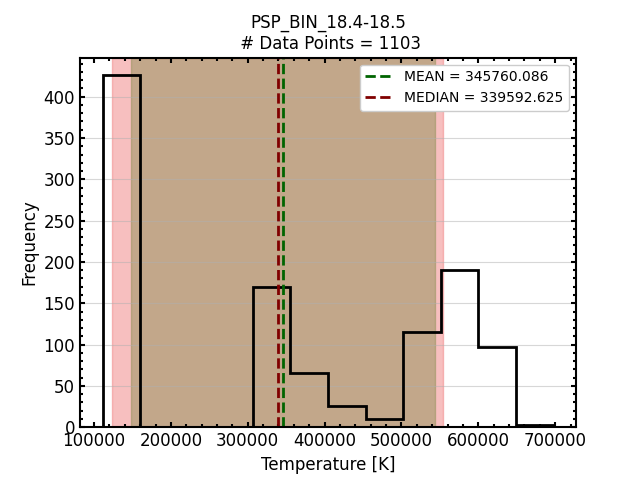 PSP_BIN_18.4-18.5
# Data Points = 1103
MEAN = 345760.086
MEDIAN = 339592.625
Frequency
400
350
300
250
200
150
100
50
0
100000 200000 300000 400000 500000 600000 700000
Temperature [K]